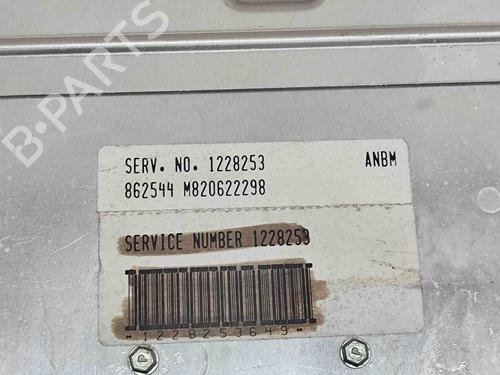 B-PARTS
SERV. NO. 1228253 ANBM
862544 M820622298
SERVICE NUMBER 1228253
*1228253649*